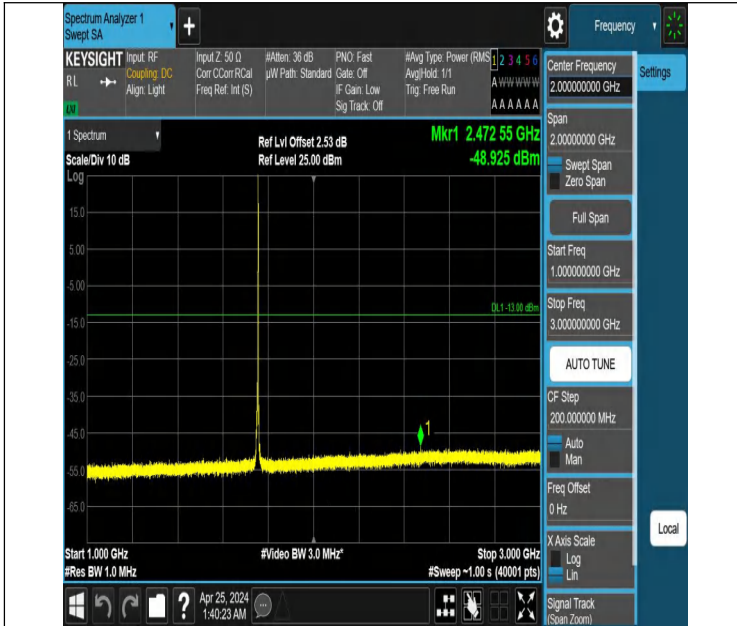 Spectrum Analyzer 1
Swept SA
+
Frequency
KEYSIGHT
RL
Input: RF
Coupling: DC
Align: Light
Input Z: 50 Ω
Corr CCorr RCal
Freq Ref: Int (S)
#Atten: 36 dB
µW Path: Standard
PNO: Fast
Gate: Off
IF Gain: Low
Sig Track: Off
#Avg Type: Power (RMS
Avg|Hold: 1/1
Trig: Free Run
1 2 3 4 5 6
A W W W W W
A A A A A A
1 Spectrum
Scale/Div 10 dB
Log
Ref Lvl Offset 2.53 dB
Ref Level 25.00 dBm
Mkr1 2.472 55 GHz
-48.925 dBm
15.0
5.00
-5.00
-15.0
-25.0
-35.0
-45.0
-55.0
-65.0
DL1 -13.00 dBm
1
Start 1.000 GHz
#Res BW 1.0 MHz
#Video BW 3.0 MHz*
Stop 3.000 GHz
#Sweep ~1.00 s (40001 pts)
?
Apr 25, 2024
1:40:23 AM
Center Frequency
2.000000000 GHz
Settings
Span
2.00000000 GHz
Swept Span
Zero Span
Full Span
Start Freq
1.000000000 GHz
Stop Freq
3.000000000 GHz
AUTO TUNE
CF Step
200.000000 MHz
Auto
Man
Freq Offset
0 Hz
X Axis Scale
Log
Lin
Local
Signal Track
(Span Zoom)